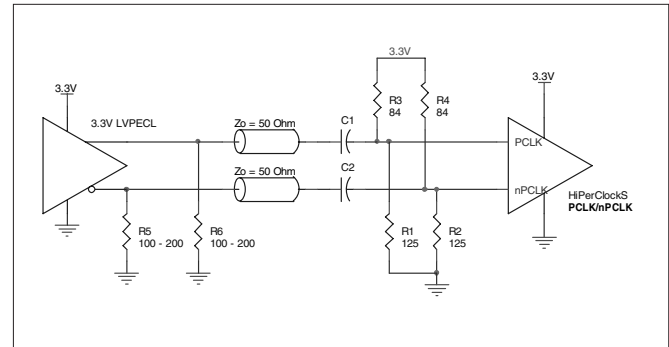 3.3V
3.3V
3.3V
3.3V LVPECL
Zo = 50 Ohm
C1
R3
84
R4
84
PCLK
Zo = 50 Ohm
C2
nPCLK
HiPerClockS
PCLK/nPCLK
R5
100 - 200
R6
100 - 200
R1
125
R2
125